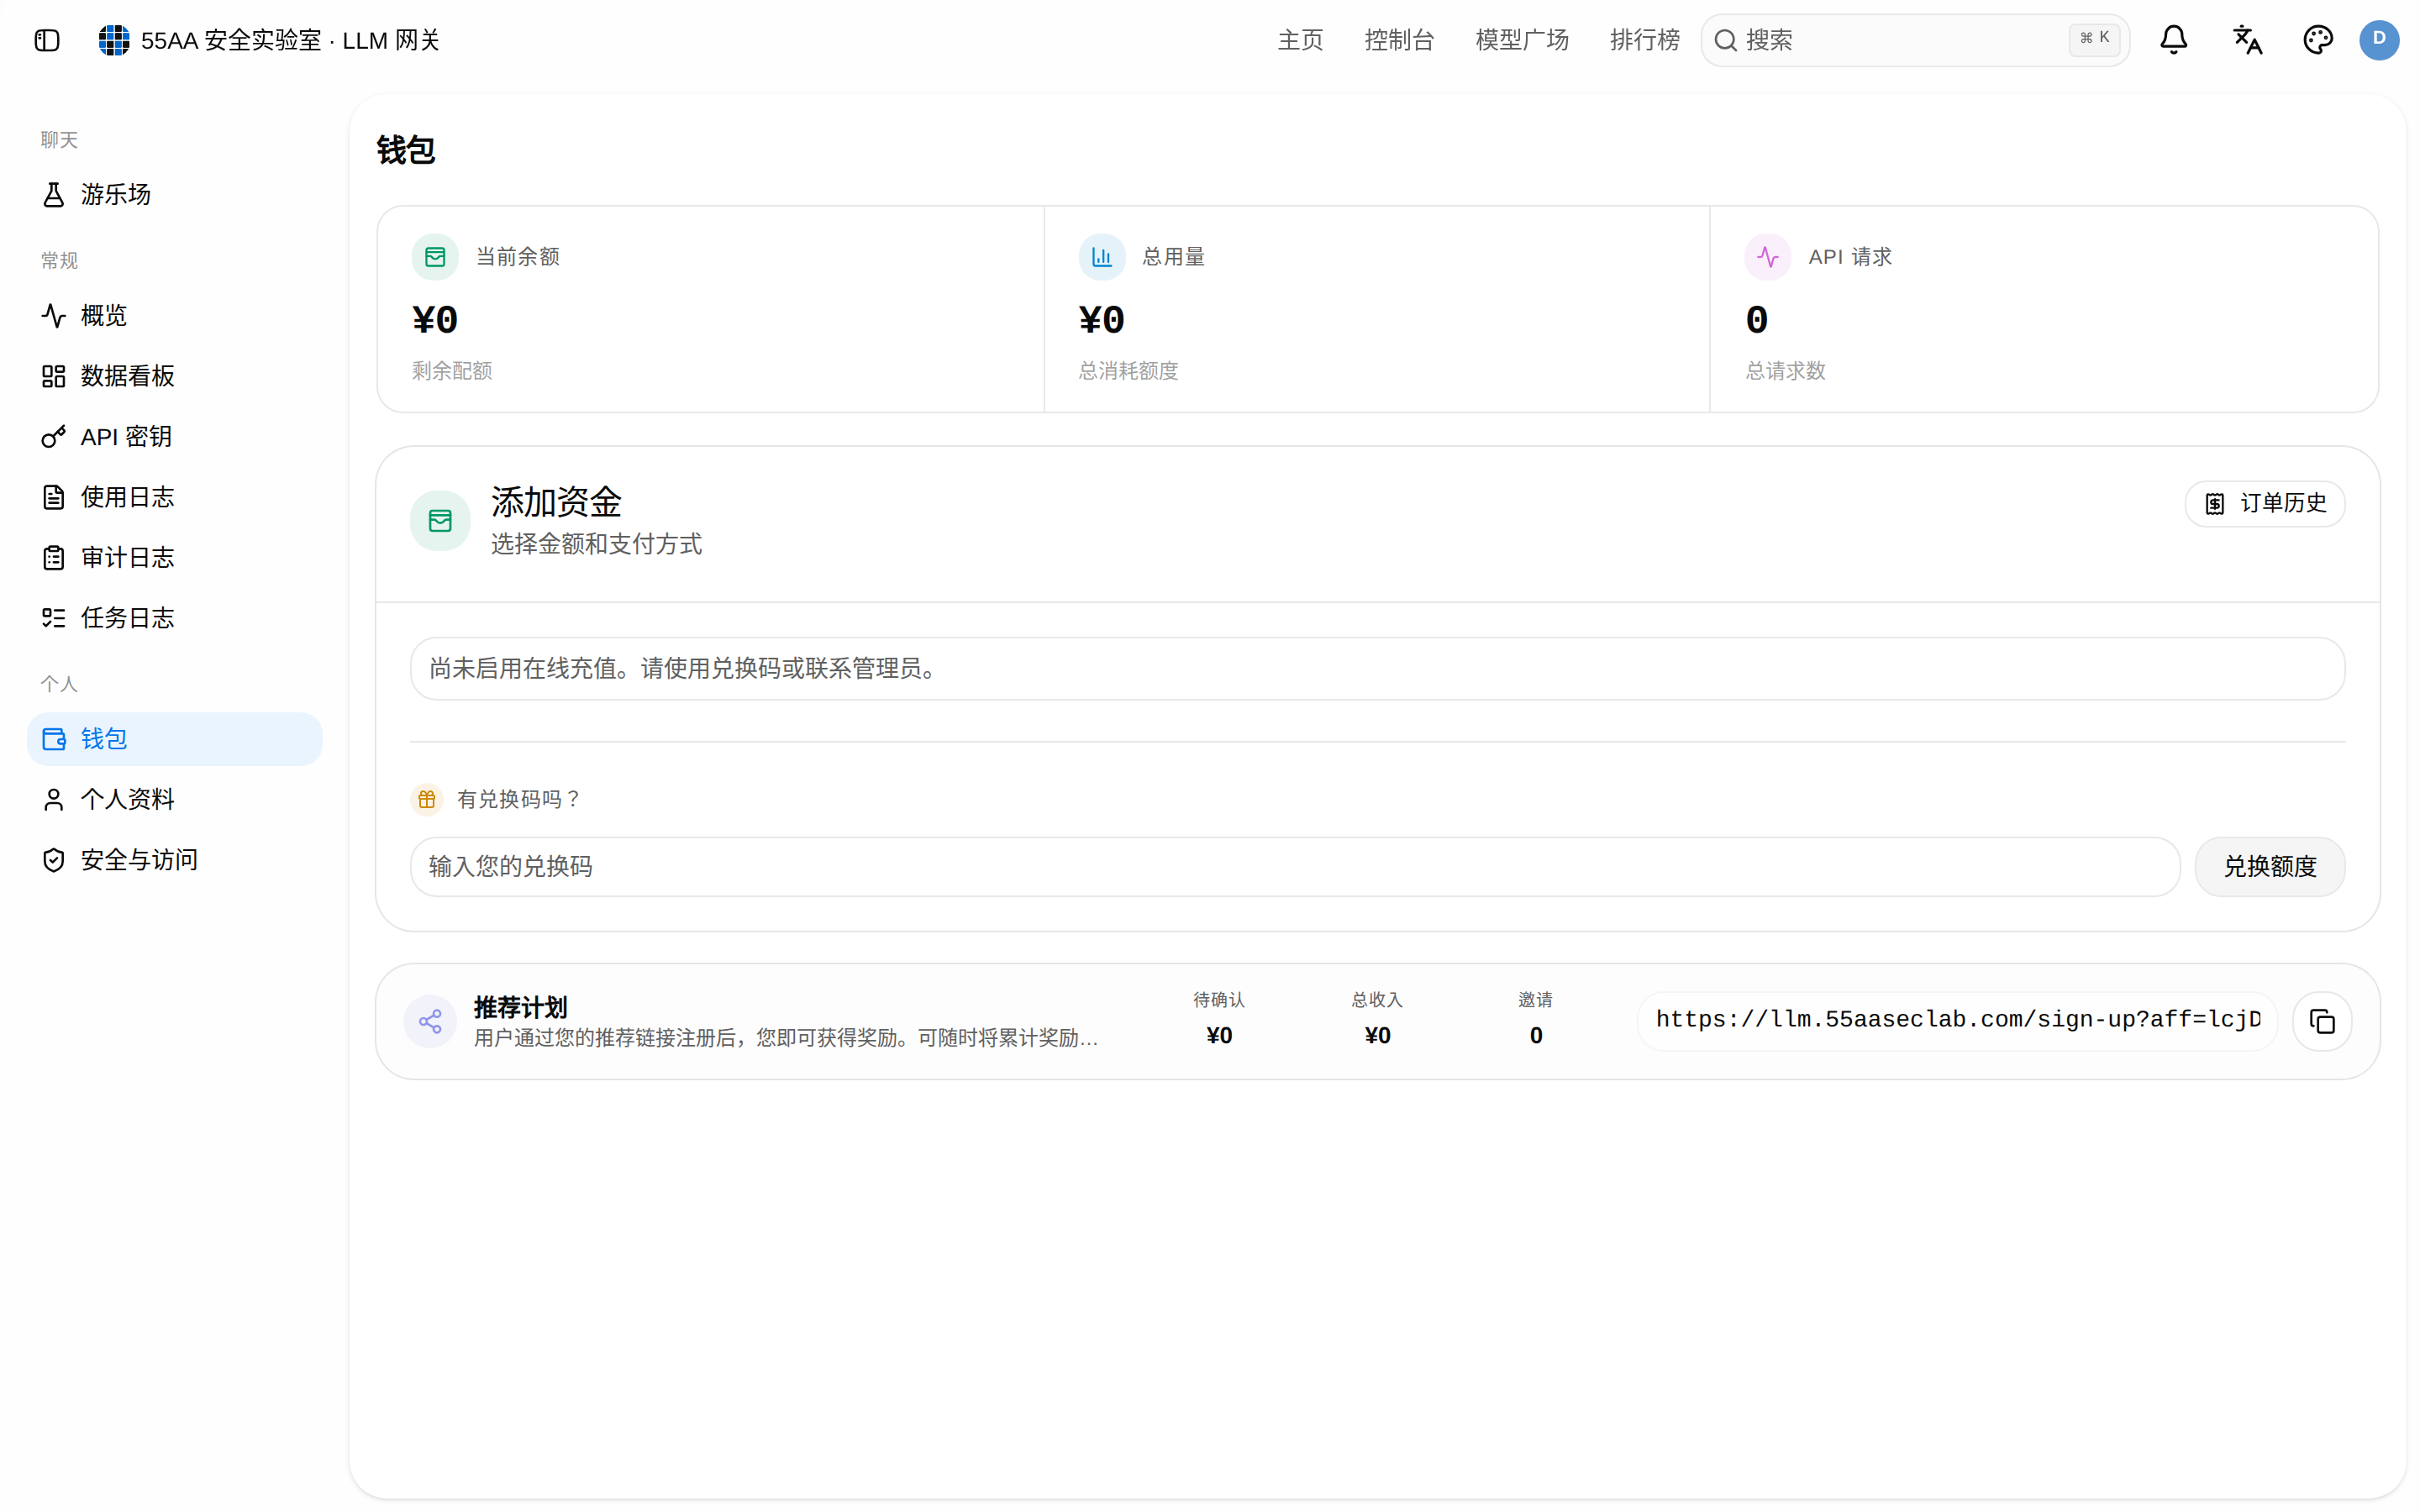 55AA 安全实验室 · LLM 网关
主页
控制台
模型广场
排行榜
搜索
⌘ K
D
聊天
游乐场
常规
概览
数据看板
API 密钥
使用日志
审计日志
任务日志
个人
钱包
个人资料
安全与访问
钱包
当前余额
¥0
剩余配额
总用量
¥0
总消耗额度
API 请求
0
总请求数
添加资金
选择金额和支付方式
订单历史
尚未启用在线充值。请使用兑换码或联系管理员。
有兑换码吗？
输入您的兑换码
兑换额度
推荐计划
用户通过您的推荐链接注册后，您即可获得奖励。可随时将累计奖励…
待确认
¥0
总收入
¥0
邀请
0
https://llm.55aaseclab.com/sign-up?aff=lcjD